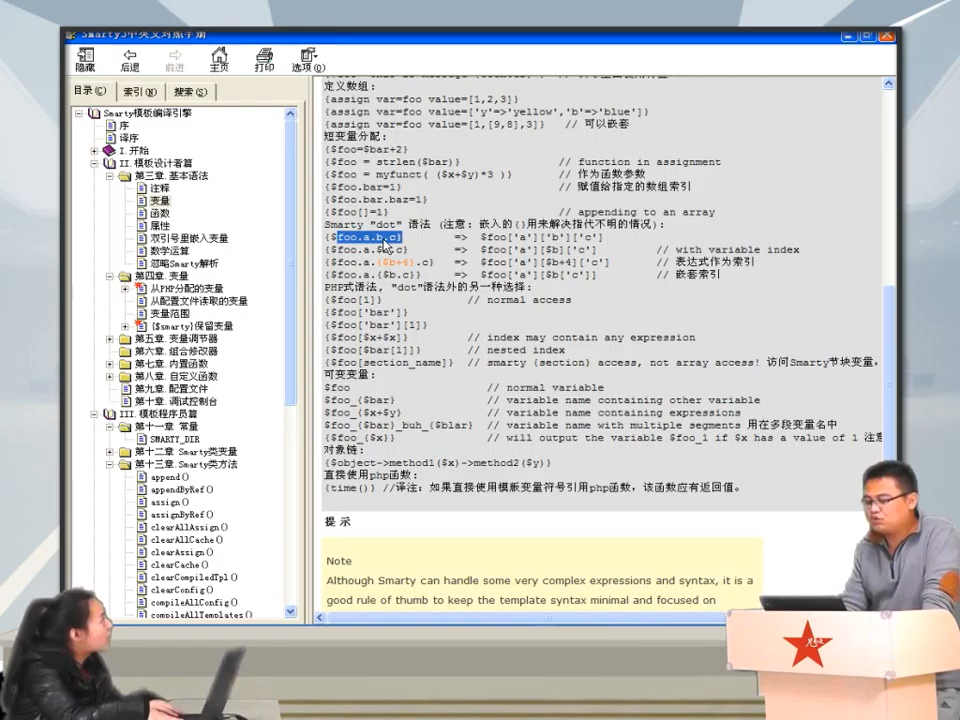 Smarty3中英文对照手册
隐藏
后退
前进
主页
打印
选项(O)
目录(C)
索引(N)
搜索(S)
Smarty模板编译引擎
序
译序
I.开始
II.模板设计者篇
第三章.基本语法
注释
变量
函数
属性
双引号里嵌入变量
数学运算
忽略Smarty解析
第四章.变量
从PHP分配的变量
从配置文件读取的变量
变量范围
{$smarty}保留变量
第五章.变量调节器
第六章.组合修改器
第七章.内置函数
第八章.自定义函数
第九章.配置文件
第十章.调试控制台
III.模板程序员篇
第十一章 常量
SMARTY_DIR
第十二章 Smarty类变量
第十三章.Smarty类方法
append()
appendByRef()
assign()
assignByRef()
clearAllAssign()
clearAllCache()
clearAssign()
clearCache()
clearCompiledTpl()
clearConfig()
compileAllConfig()
compileAllTemplates()
定义数组:
{assign var=foo value=[1,2,3]}
{assign var=foo value=['y'=>'yellow','b'=>'blue']}
{assign var=foo value=[1,[9,8],3]} // 可以嵌套
短变量分配:
{$foo=$bar+2}
{$foo = strlen($bar)} // function in assignment
{$foo = myfunct( ($x+$y)*3 )} // 作为函数参数
{$foo.bar=1} // 赋值给指定的数组索引
{$foo.bar.baz=1}
{$foo[]=1} // appending to an array
Smarty "dot" 语法 (注意: 嵌入的{}用来解决指代不明的情况):
{$foo.a.b.c} => $foo['a']['b']['c']
{$foo.a.$b.c} => $foo['a'][$b]['c'] // with variable index
{$foo.a.{$b+4}.c} => $foo['a'][$b+4]['c'] // 表达式作为索引
{$foo.a.{$b.c}} => $foo['a'][$b['c']] // 嵌套索引
PHP式语法, "dot"语法外的另一种选择:
{$foo[1]} // normal access
{$foo['bar']}
{$foo['bar'][1]}
{$foo[$x+$x]} // index may contain any expression
{$foo[$bar[1]]} // nested index
{$foo[section_name]} // smarty {section} access, not array access! 访问Smarty节块变量,
可变变量:
$foo // normal variable
$foo_{$bar} // variable name containing other variable
$foo_{$x+$y} // variable name containing expressions
$foo_{$bar}_buh_{$blar} // variable name with multiple segments 用在多段变量名中
{$foo_{$x}} // will output the variable $foo_1 if $x has a value of 1 注意
对象链:
{$object->method1($x)->method2($y)}
直接使用php函数:
{time()} //译注: 如果直接使用模版变量符号引用php函数, 该函数应有返回值。
提示
Note
Although Smarty can handle some very complex expressions and syntax, it is a
good rule of thumb to keep the template syntax minimal and focused on